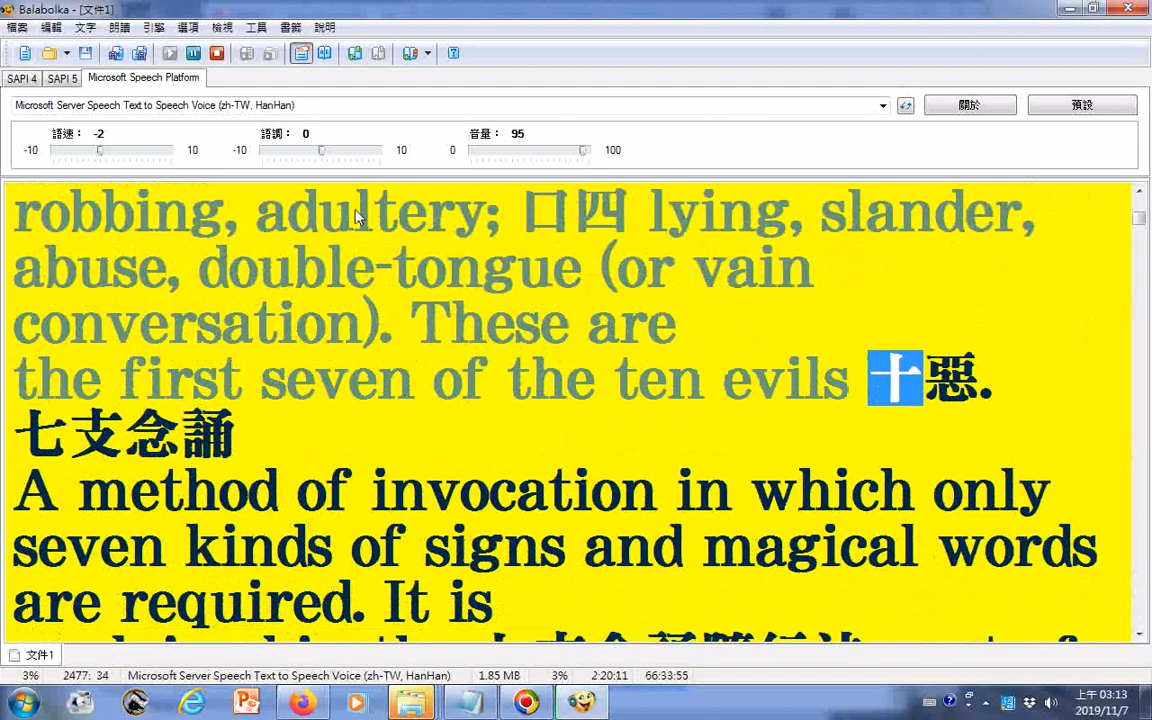 Balabolka - [文件1]
檔案 編輯 文字 朗讀 引擎 選項 檢視 工具 書籤 說明
SAPI 4 SAPI 5 Microsoft Speech Platform
Microsoft Server Speech Text to Speech Voice (zh-TW, HanHan) 關於 預設
語速： -2 語調： 0 音量： 95
-10 10 -10 10 0 100
robbing, adultery; 口四 lying, slander,
abuse, double-tongue (or vain
conversation). These are
the first seven of the ten evils 十惡.
七支念誦
A method of invocation in which only
seven kinds of signs and magical words
are required. It is
文件1
3% 2477: 34 Microsoft Server Speech Text to Speech Voice (zh-TW, HanHan) 1.85 MB 3% 2:20:11 66:33:55
上午 03:13
2019/11/7